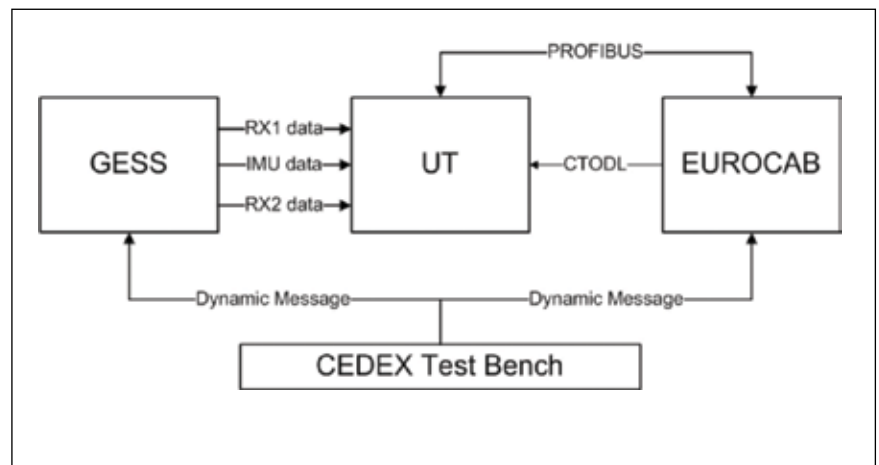 PROFIBUS
GESS
RX1 data
IMU data
RX2 data
UT
CTODL
EUROCAB
Dynamic Message
Dynamic Message
CEDEX Test Bench